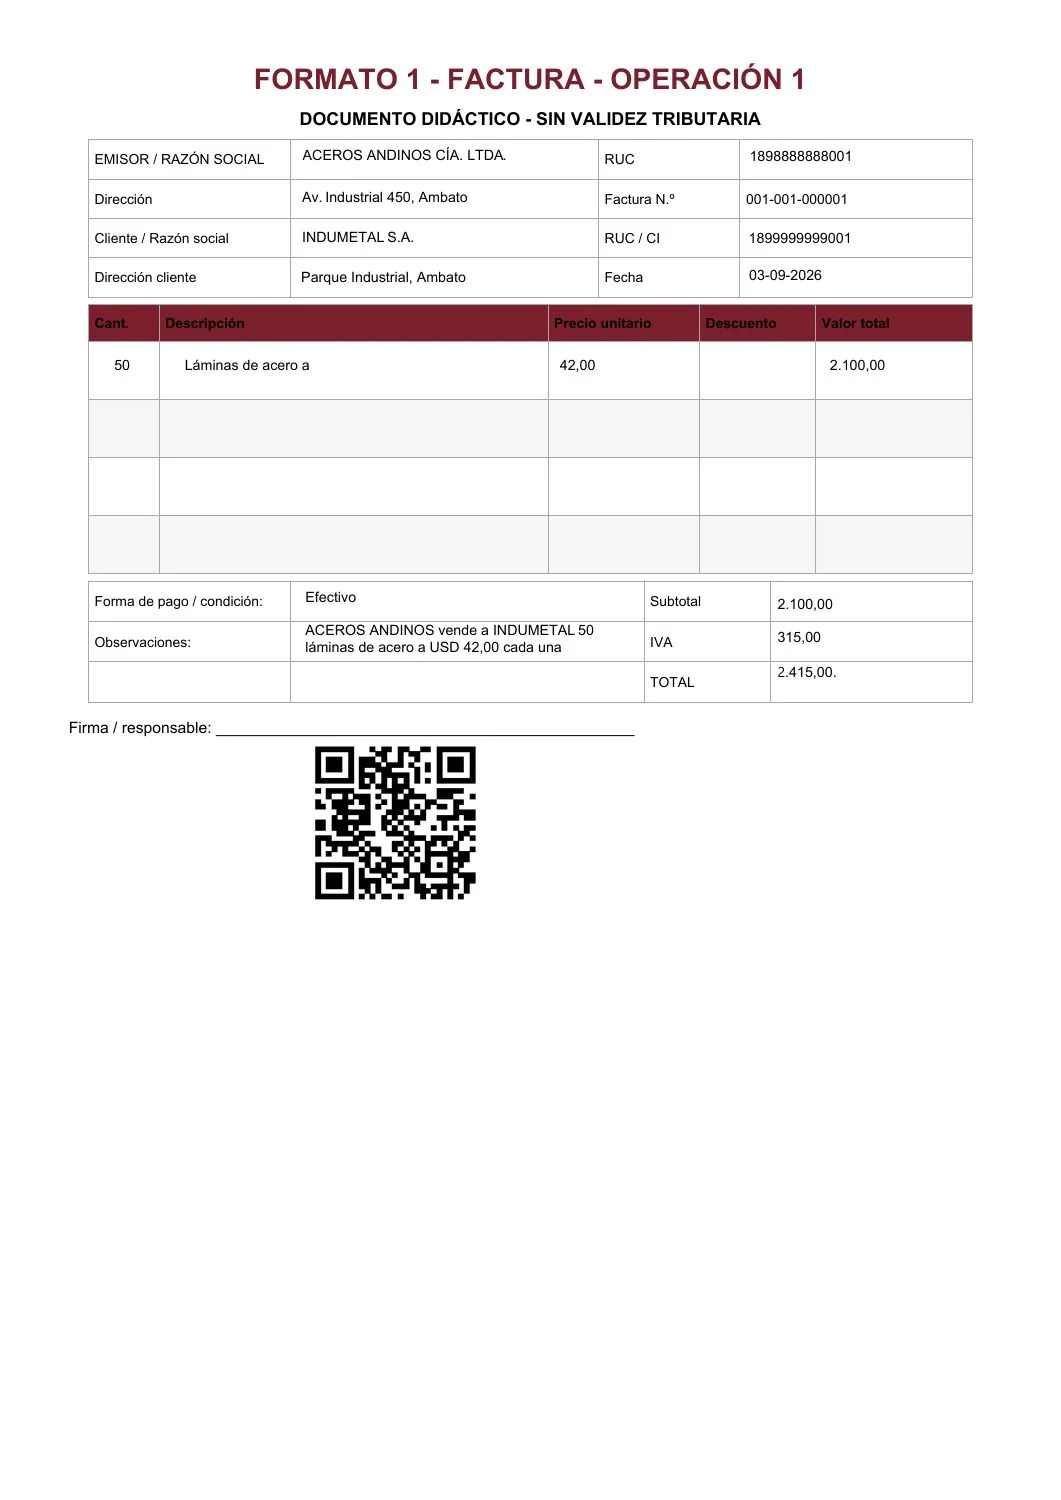 FORMATO 1 - FACTURA - OPERACIÓN 1
DOCUMENTO DIDÁCTICO - SIN VALIDEZ TRIBUTARIA
EMISOR / RAZÓN SOCIAL ACEROS ANDINOS CÍA. LTDA. RUC 1898888888001
Dirección Av. Industrial 450, Ambato Factura N.º 001-001-000001
Cliente / Razón social INDUMETAL S.A. RUC / CI 1899999999001
Dirección cliente Parque Industrial, Ambato Fecha 03-09-2026
Cant. Descripción Precio unitario Descuento Valor total
50 Láminas de acero a 42,00 2.100,00
Forma de pago / condición: Efectivo Subtotal 2.100,00
Observaciones: ACEROS ANDINOS vende a INDUMETAL 50
láminas de acero a USD 42,00 cada una IVA 315,00
TOTAL 2.415,00.
Firma / responsable: ________________________________________________